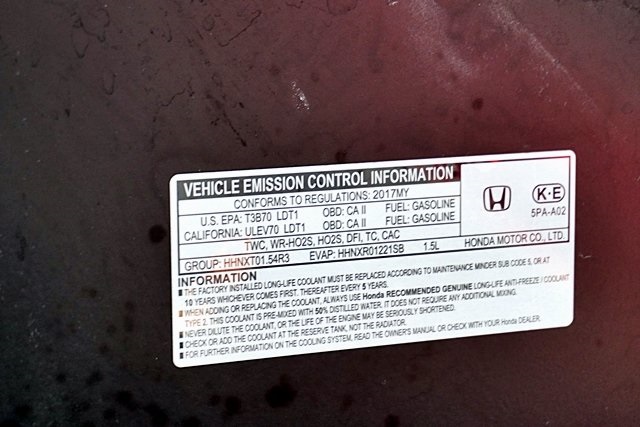 VEHICLE EMISSION CONTROL INFORMATION
CONFORMS TO REGULATIONS: 2017MY
U.S. EPA: T3B70 LDT1 OBD: CA II FUEL: GASOLINE
CALIFORNIA: ULEV70 LDT1 OBD: CA II FUEL: GASOLINE
TWC, WR-HO2S, HO2S, DFI, TC, CAC
GROUP: HHNXT01.54R3 EVAP: HHNXR01221SB 1.5L
K·E
5PA-A02
HONDA MOTOR CO., LTD.
INFORMATION
■ THE FACTORY INSTALLED LONG-LIFE COOLANT MUST BE REPLACED ACCORDING TO MAINTENANCE MINDER SUB CODE 5, OR AT
10 YEARS WHICHEVER COMES FIRST. THEREAFTER EVERY 5 YEARS.
■ WHEN ADDING OR REPLACING THE COOLANT, ALWAYS USE Honda RECOMMENDED GENUINE LONG-LIFE ANTI-FREEZE / COOLANT
TYPE 2. THIS COOLANT IS PRE-MIXED WITH 50% DISTILLED WATER. IT DOES NOT REQUIRE ANY ADDITIONAL MIXING.
■ NEVER DILUTE THE COOLANT, OR THE LIFE OF THE ENGINE MAY BE SERIOUSLY SHORTENED.
■ CHECK OR ADD THE COOLANT AT THE RESERVE TANK, NOT THE RADIATOR.
■ FOR FURTHER INFORMATION ON THE COOLING SYSTEM, READ THE OWNER'S MANUAL OR CHECK WITH YOUR Honda DEALER.